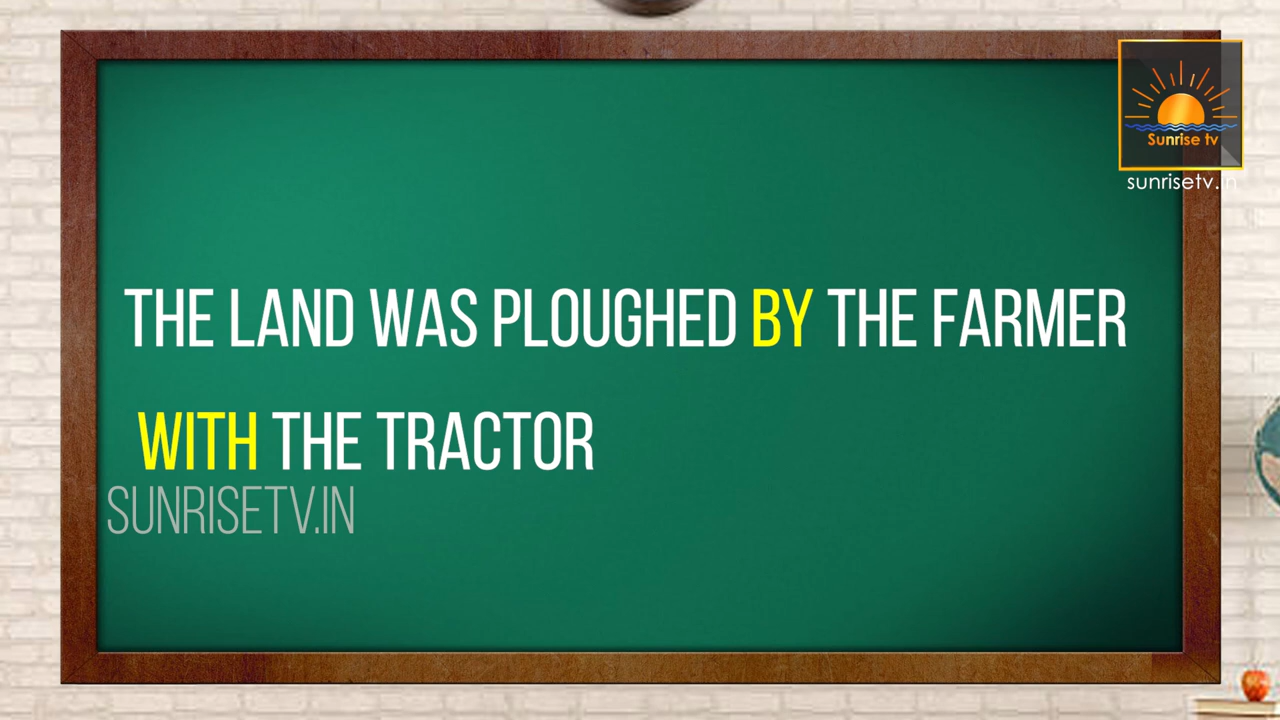 Sunrise tv
sunrisetv.in
THE LAND WAS PLOUGHED BY THE FARMER
WITH THE TRACTOR
SUNRISETV.IN